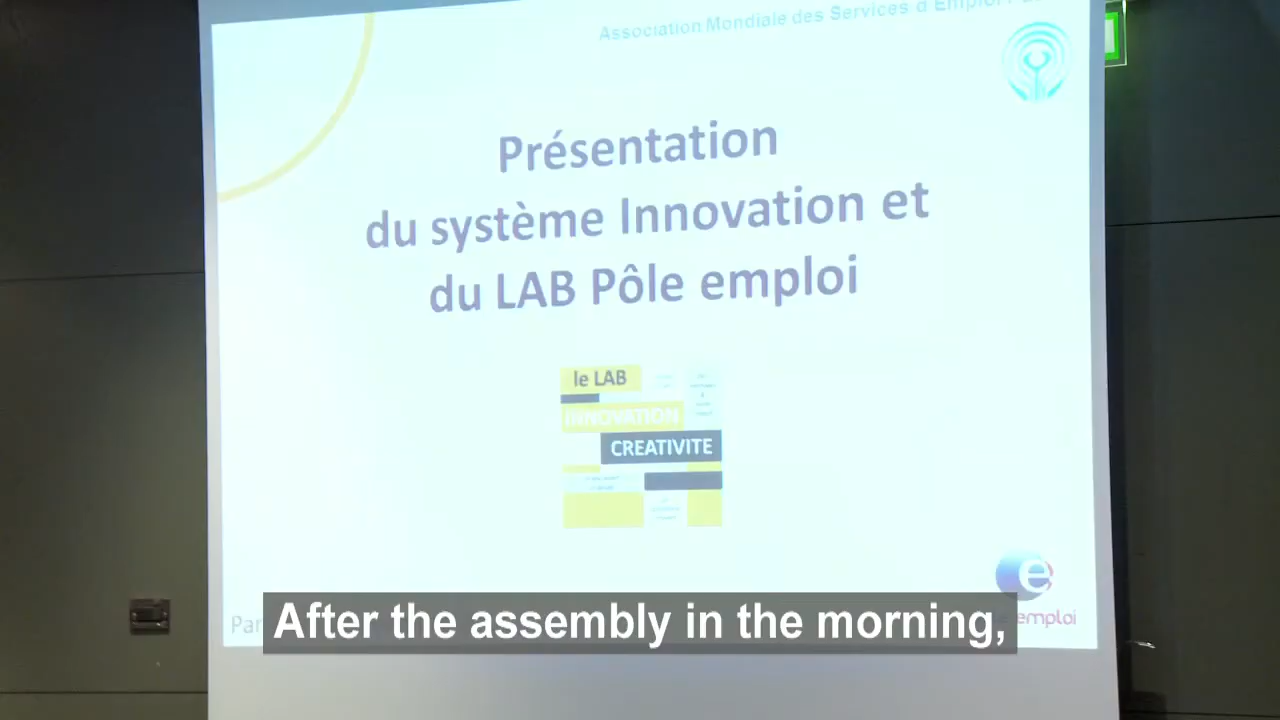 Association Mondiale des Services d'Emploi
Présentation
du système Innovation et
du LAB Pôle emploi
le LAB
INNOVATION
CREATIVITE
e
emploi
After the assembly in the morning,